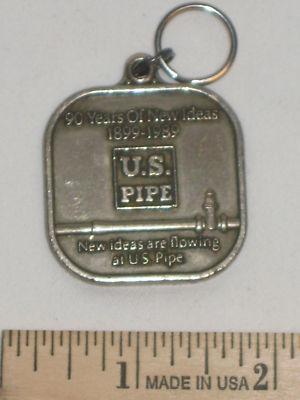 90 Years Of New Ideas
1899-1989
U.S.
PIPE
New ideas are flowing
at U.S. Pipe
1 MADE IN USA 2